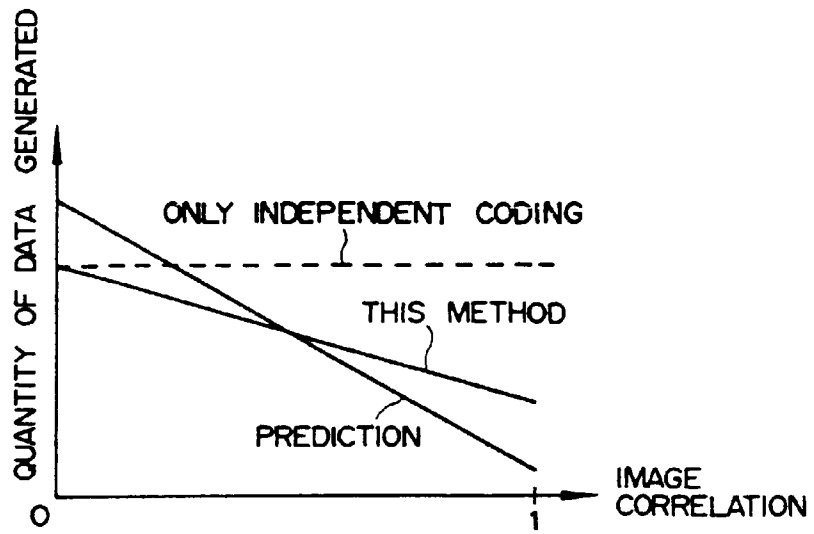 QUANTITY OF DATA GENERATED
ONLY INDEPENDENT CODING
THIS METHOD
PREDICTION
IMAGE
CORRELATION
0
1